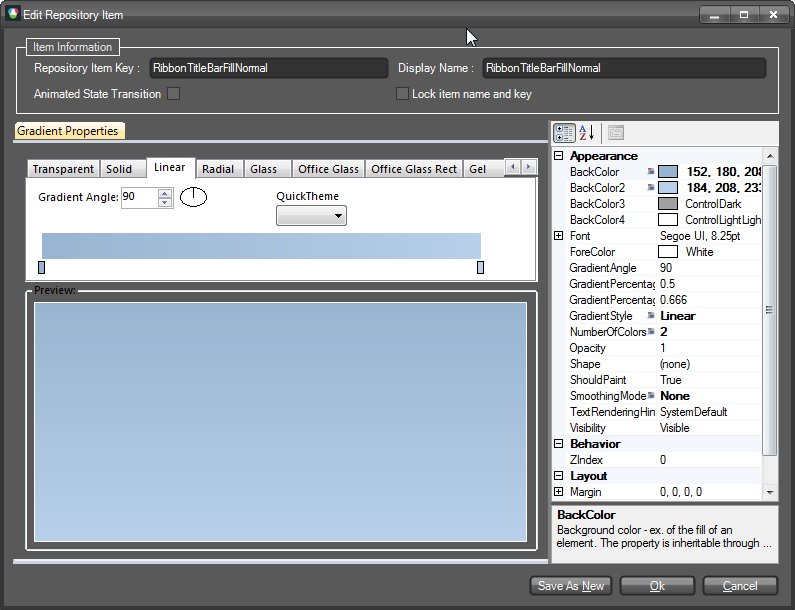 Edit Repository Item
Item Information
Repository Item Key : RibbonTitleBarFillNormal Display Name : RibbonTitleBarFillNormal
Animated State Transition Lock item name and key
Gradient Properties
Transparent Solid Linear Radial Glass Office Glass Office Glass Rect Gel
Gradient Angle: 90
QuickTheme
Preview:
Appearance
BackColor 152, 180, 208
BackColor2 184, 208, 233
BackColor3 ControlDark
BackColor4 ControlLightLigh
Font Segoe UI, 8.25pt
ForeColor White
GradientAngle 90
GradientPercentag 0.5
GradientPercentag 0.666
GradientStyle Linear
NumberOfColors 2
Opacity 1
Shape (none)
ShouldPaint True
SmoothingMode None
TextRenderingHin SystemDefault
Visibility Visible
Behavior
ZIndex 0
Layout
Margin 0, 0, 0, 0
BackColor
Background color - ex. of the fill of an
element. The property is inheritable through ...
Save As New Ok Cancel